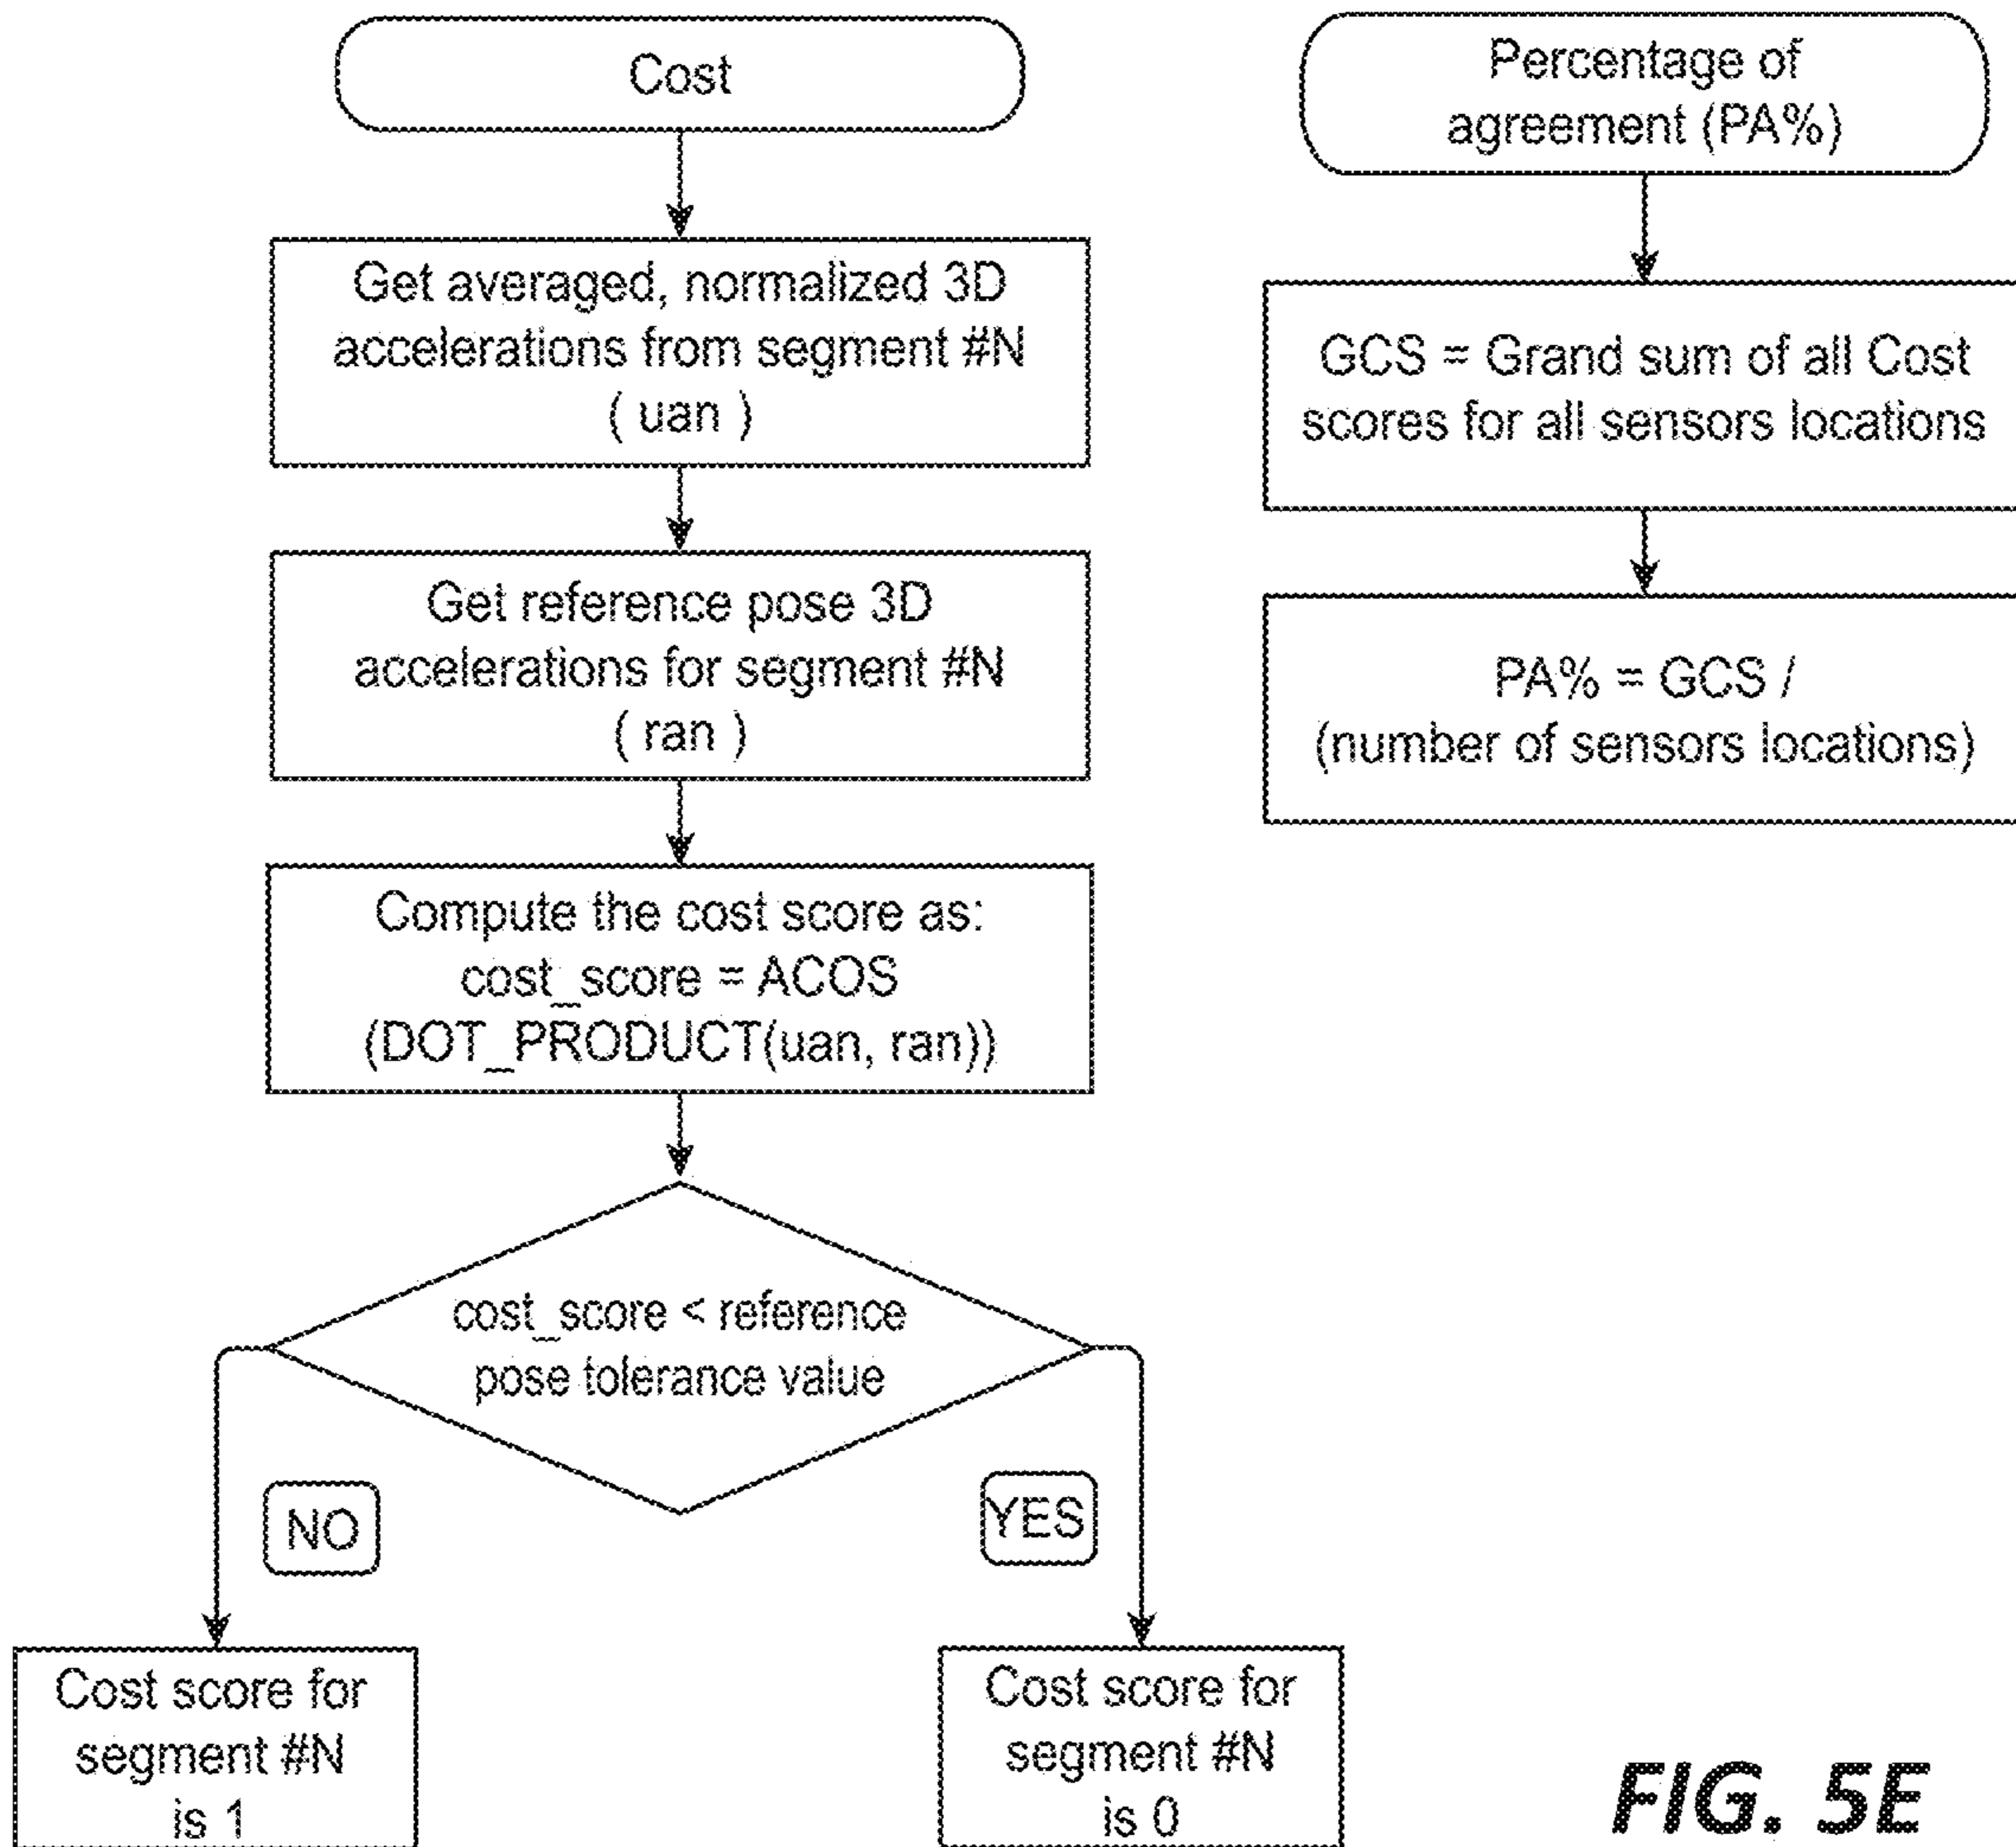 Cost
Get averaged, normalized 3D
accelerations from segment #N
( uan )
Get reference pose 3D
accelerations for segment #N
( ran )
Compute the cost score as:
cost_score = ACOS
(DOT_PRODUCT(uan, ran))
cost_score < reference
pose tolerance value
NO
YES
Cost score for
segment #N
is 1
Cost score for
segment #N
is 0
Percentage of
agreement (PA%)
GCS = Grand sum of all Cost
scores for all sensors locations
PA% = GCS /
(number of sensors locations)
FIG. 5E